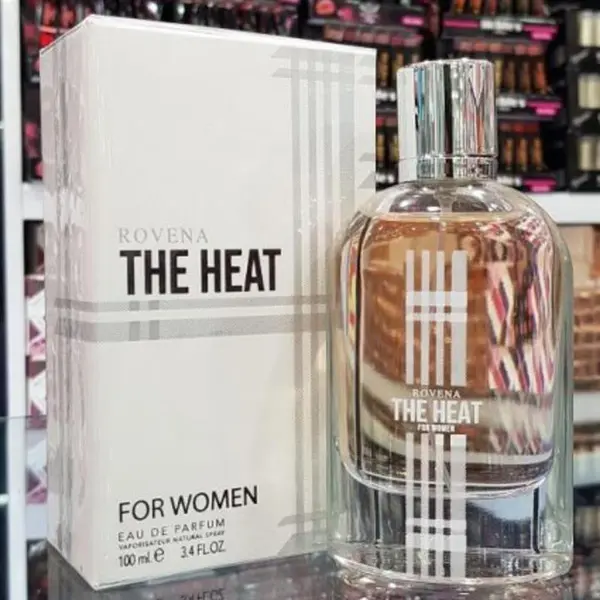 ROVENA
THE HEAT
FOR WOMEN
EAU DE PARFUM
VAPORISATEUR NATURAL SPRAY
100 ml. e 3.4 FL.OZ.
ROVENA
THE HEAT
FOR WOMEN